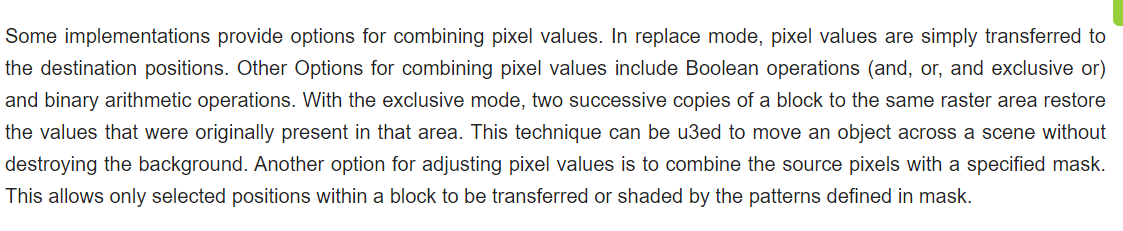 Some implementations provide options for combining pixel values. In replace mode, pixel values are simply transferred to
the destination positions. Other Options for combining pixel values include Boolean operations (and, or, and exclusive or)
and binary arithmetic operations. With the exclusive mode, two successive copies of a block to the same raster area restore
the values that were originally present in that area. This technique can be u3ed to move an object across a scene without
destroying the background. Another option for adjusting pixel values is to combine the source pixels with a specified mask.
This allows only selected positions within a block to be transferred or shaded by the patterns defined in mask.